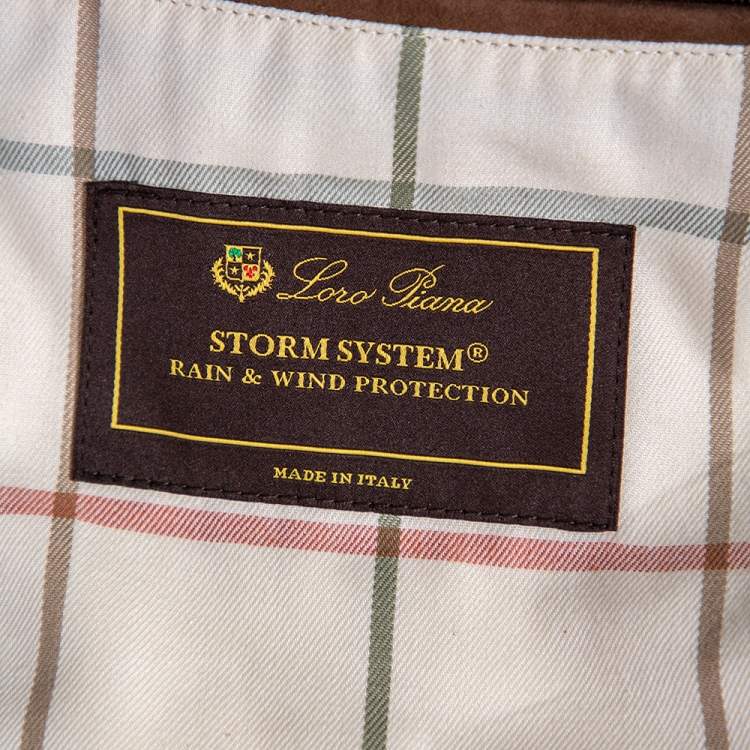 Loro Piana
STORM SYSTEM®
RAIN & WIND PROTECTION
MADE IN ITALY